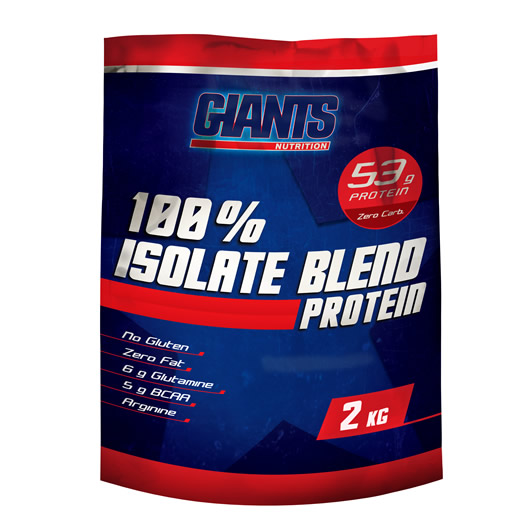 GIANTS
NUTRITION
53 g
PROTEIN
Zero Carb.
100%
ISOLATE BLEND
PROTEIN
No Gluten
Zero Fat
6 g Glutamine
5 g BCAA
Arginine
2 KG